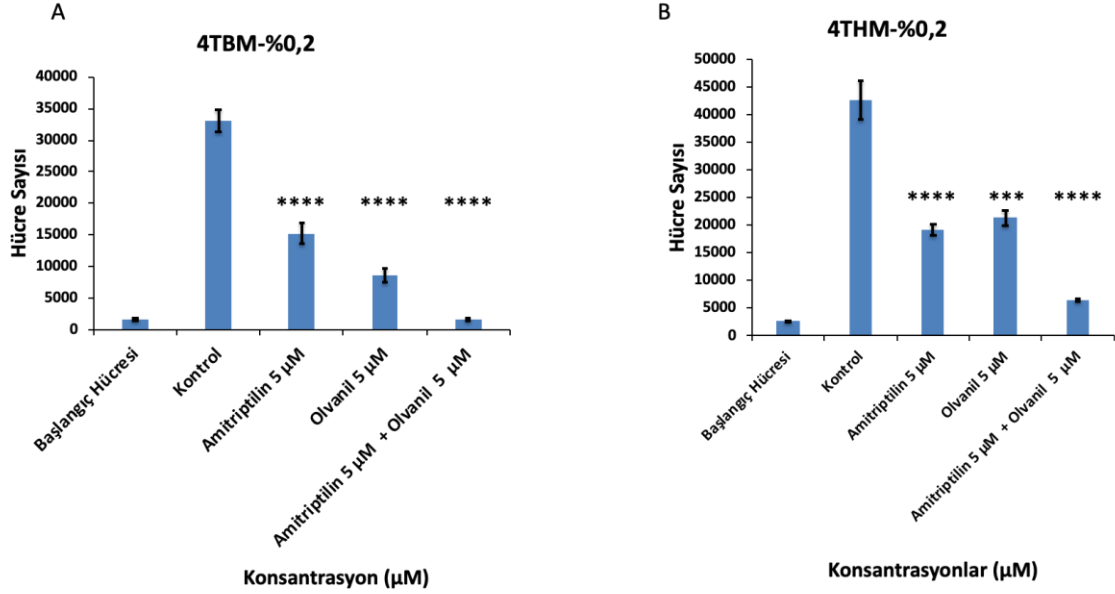 A
4TBM-%0,2
Hücre Sayısı
40000
35000
30000
25000
20000
15000
10000
5000
0
****
****
****
Başlangıç Hücresi
Kontrol
Amitriptilin 5 µM
Olvanil 5 µM
Amitriptilin 5 µM + Olvanil 5 µM
Konsantrasyon (µM)
B
4THM-%0,2
Hücre Sayısı
50000
45000
40000
35000
30000
25000
20000
15000
10000
5000
0
****
***
****
Başlangıç Hücresi
Kontrol
Amitriptilin 5 µM
Olvanil 5 µM
Amitriptilin 5 µM + Olvanil 5 µM
Konsantrasyonlar (µM)